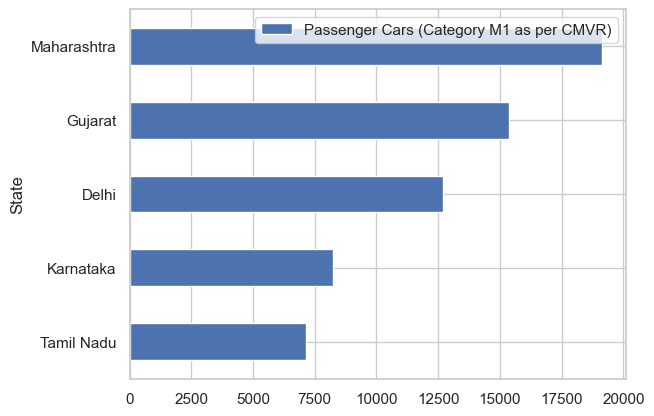 Passenger Cars (Category M1 as per CMVR)
Maharashtra
Gujarat
Delhi
Karnataka
Tamil Nadu
State
0 2500 5000 7500 10000 12500 15000 17500 20000